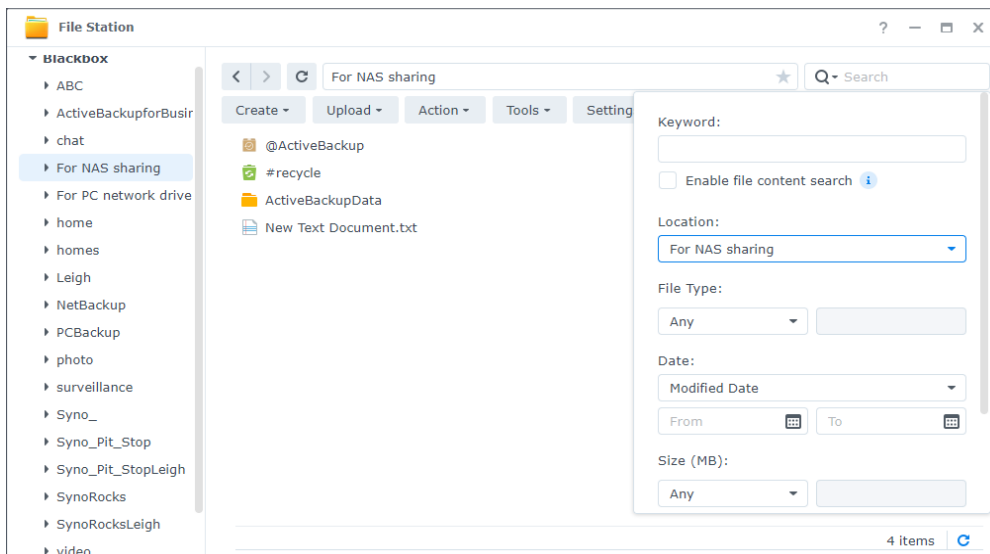 File Station
Blackbox
ABC
ActiveBackupforBusir
chat
For NAS sharing
For PC network drive
home
homes
Leigh
NetBackup
PCBackup
photo
surveillance
Syno_
Syno_Pit_Stop
Syno_Pit_StopLeigh
SynoRocks
SynoRocksLeigh
video
For NAS sharing
Search
Create
Upload
Action
Tools
Setting
@ActiveBackup
#recycle
ActiveBackupData
New Text Document.txt
Keyword:
Enable file content search
Location:
For NAS sharing
File Type:
Any
Date:
Modified Date
From
To
Size (MB):
Any
4 items